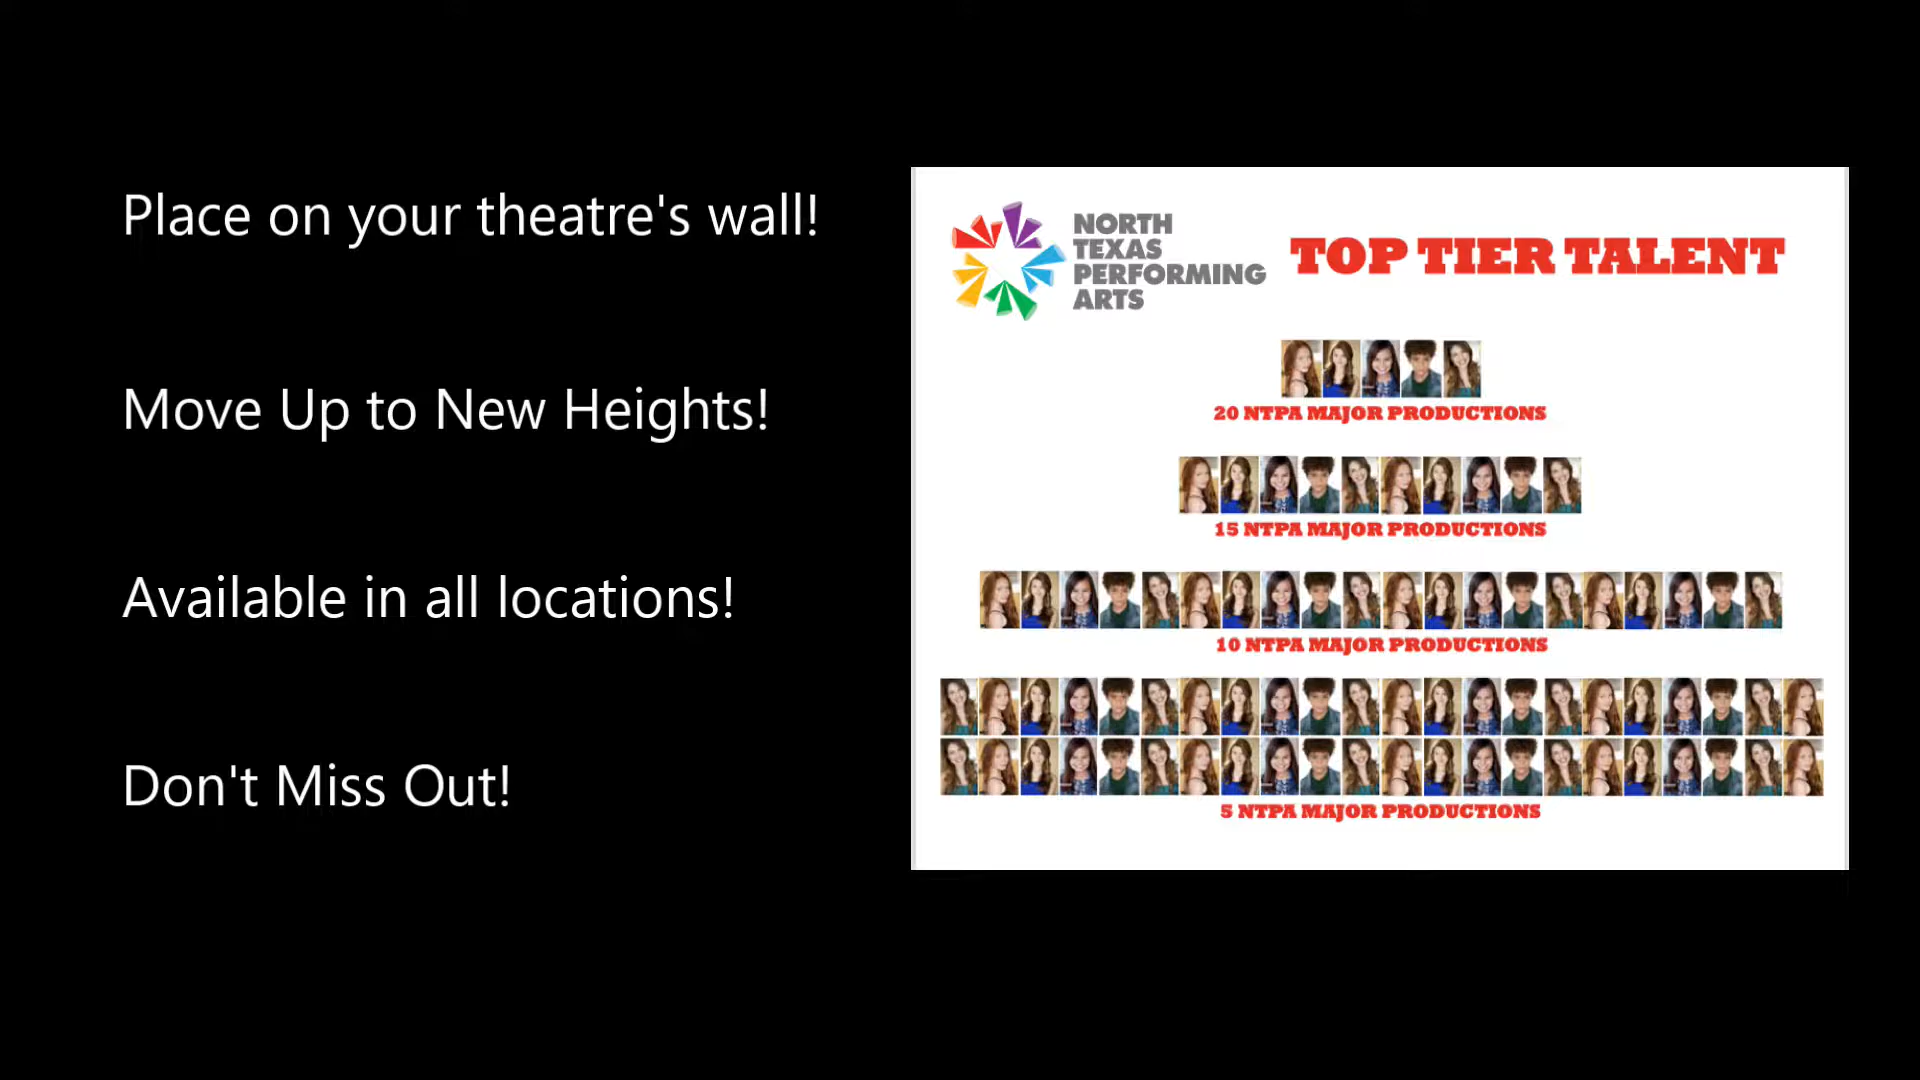 Place on your theatre's wall!
Move Up to New Heights!
Available in all locations!
Don't Miss Out!
NORTH
TEXAS
PERFORMING
ARTS
TOP TIER TALENT
20 NTPA MAJOR PRODUCTIONS
15 NTPA MAJOR PRODUCTIONS
10 NTPA MAJOR PRODUCTIONS
5 NTPA MAJOR PRODUCTIONS